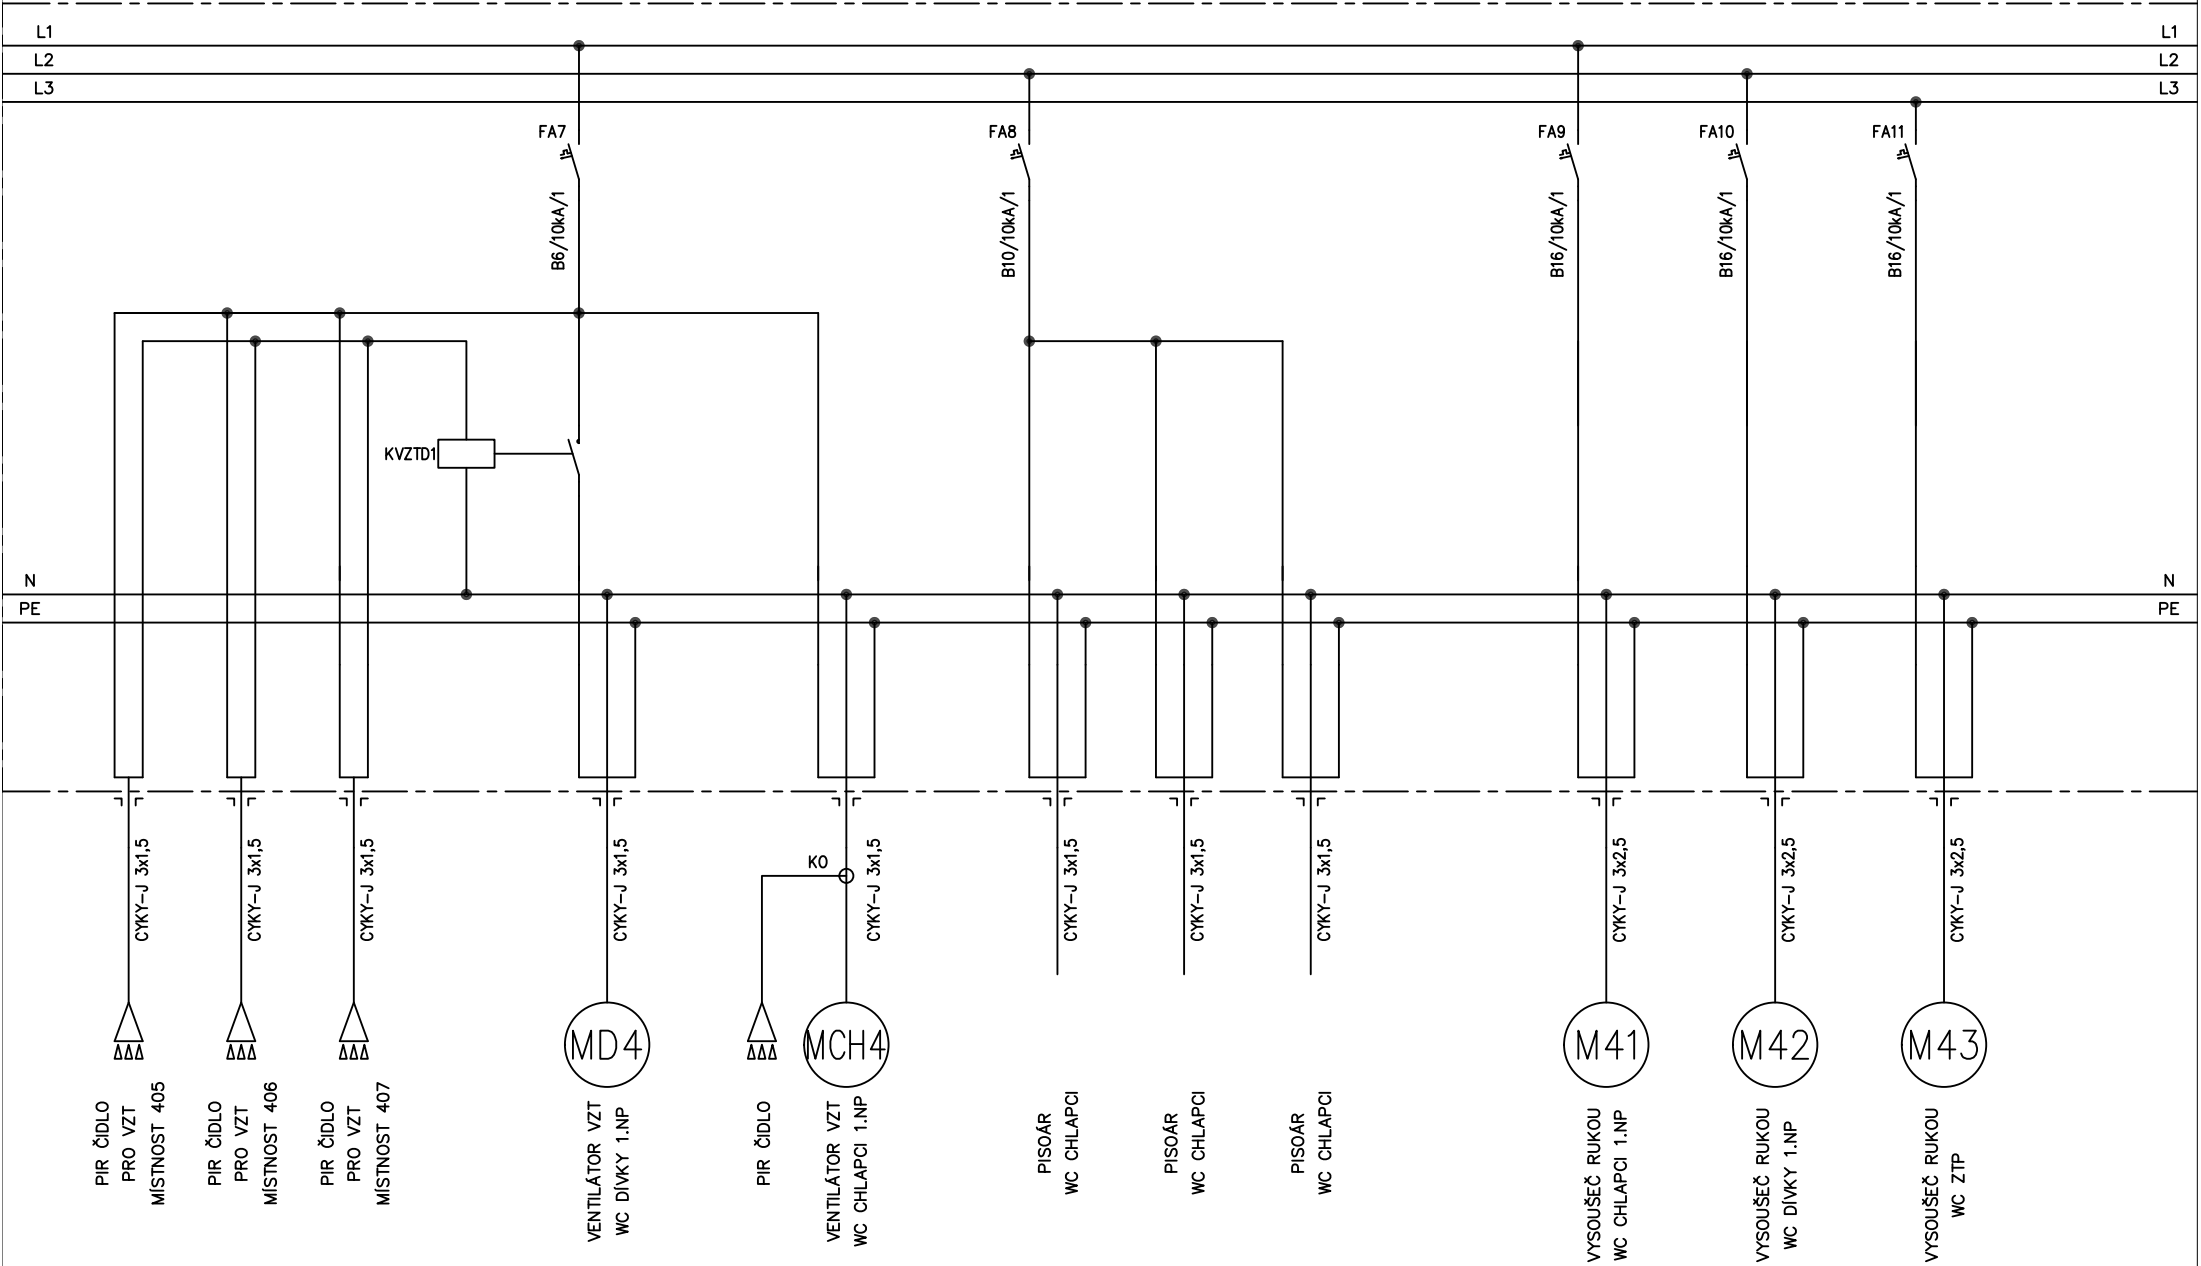 L1 L1
L2 L2
L3 L3
FA7 FA8 FA9 FA10 FA11
B6/10kA/1 B10/10kA/1 B16/10kA/1 B16/10kA/1 B16/10kA/1
KVZTD1
N N
PE PE
CYKY-J 3x1,5 CYKY-J 3x1,5 CYKY-J 3x1,5 CYKY-J 3x1,5 KO CYKY-J 3x1,5 CYKY-J 3x1,5 CYKY-J 3x1,5 CYKY-J 3x1,5 CYKY-J 3x2,5 CYKY-J 3x2,5 CYKY-J 3x2,5
MD4 MCH4 M41 M42 M43
PIR ČIDLO
PRO VZT
MÍSTNOST 405
PIR ČIDLO
PRO VZT
MÍSTNOST 406
PIR ČIDLO
PRO VZT
MÍSTNOST 407
VENTILÁTOR VZT
WC DÍVKY 1.NP
PIR ČIDLO
VENTILÁTOR VZT
WC CHLAPCI 1.NP
PISOÁR
WC CHLAPCI
PISOÁR
WC CHLAPCI
PISOÁR
WC CHLAPCI
VYSOUŠEČ RUKOU
WC CHLAPCI 1.NP
VYSOUŠEČ RUKOU
WC DÍVKY 1.NP
VYSOUŠEČ RUKOU
WC ZTP